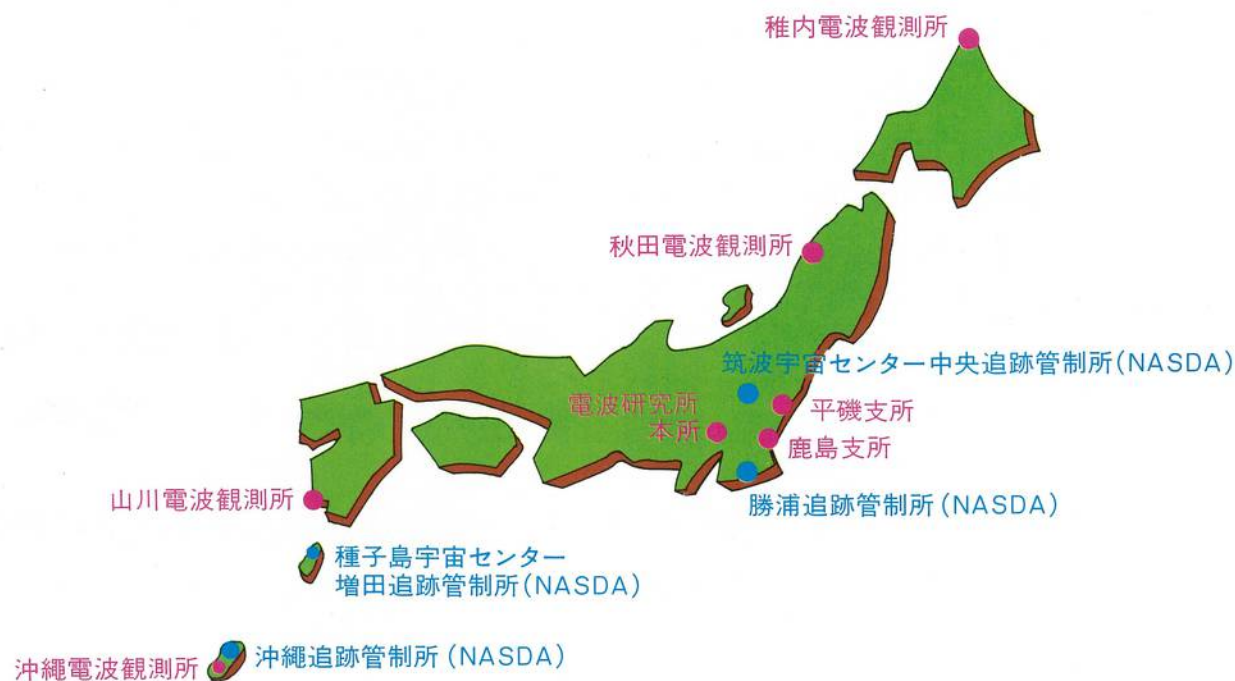 稚内電波観測所
秋田電波観測所
筑波宇宙センター中央追跡管制所(NASDA)
電波研究所
本所
平磯支所
鹿島支所
山川電波観測所
勝浦追跡管制所(NASDA)
種子島宇宙センター
増田追跡管制所(NASDA)
沖縄電波観測所
沖縄追跡管制所(NASDA)